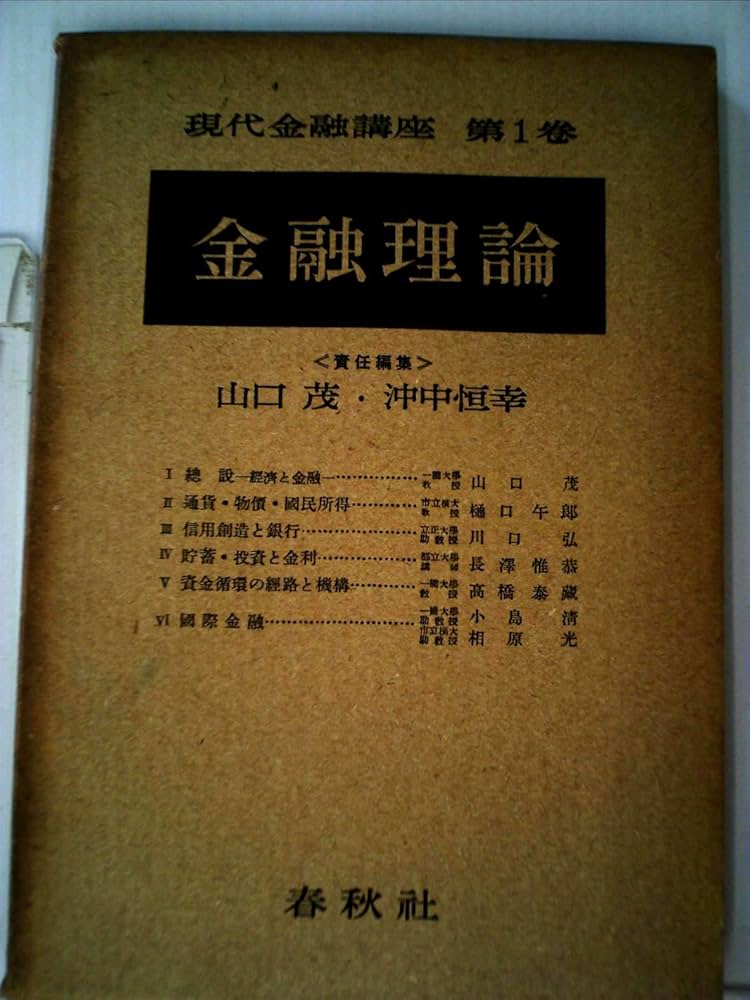 現代金融講座 第1卷
金融理論
＜責任編集＞
山口 茂・沖中恒幸
Ⅰ 總 設―經濟と金融―……………一橋大學教授 山口 茂
Ⅱ 通貨・物價・國民所得……………市立橫大教授 樋口午郎
Ⅲ 信用創造と銀行……………立正大學助教授 川口 弘
Ⅳ 貯蓄・投資と金利……………都立大學講師 長澤惟恭
Ⅴ 資金循環の經路と機構……………一橋大學教授 高橋泰藏
Ⅵ 國際金融……………一橋大學助教授 小島 淸
市立橫大助教授 相原 光
春秋社